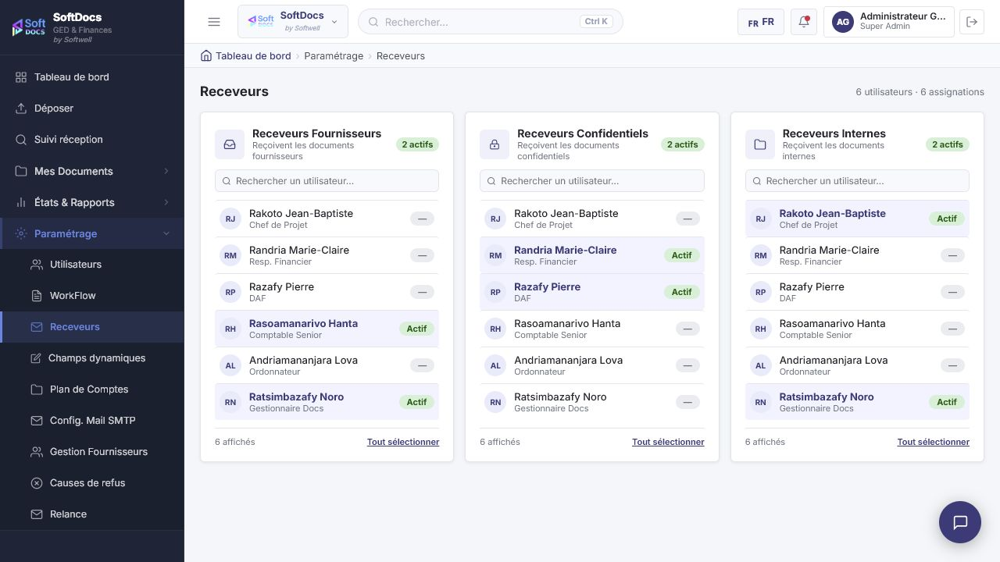 SoftDocs
GED & Finances
by Softwell
Soft
DOCS
Tableau de bord
Déposer
Suivi réception
Mes Documents
États & Rapports
Paramétrage
Utilisateurs
WorkFlow
Receveurs
Champs dynamiques
Plan de Comptes
Config. Mail SMTP
Gestion Fournisseurs
Causes de refus
Relance
Soft
DOCS
SoftDocs
by Softwell
Rechercher...
Ctrl K
FR FR
AG
Administrateur G...
Super Admin
Tableau de bord › Paramétrage › Receveurs
Receveurs
6 utilisateurs · 6 assignations
Receveurs Fournisseurs
Reçoivent les documents
fournisseurs
2 actifs
Rechercher un utilisateur...
RJ
Rakoto Jean-Baptiste
Chef de Projet
—
RM
Randria Marie-Claire
Resp. Financier
—
RP
Razafy Pierre
DAF
—
RH
Rasoamanarivo Hanta
Comptable Senior
Actif
AL
Andriamananjara Lova
Ordonnateur
—
RN
Ratsimbazafy Noro
Gestionnaire Docs
Actif
6 affichés
Tout sélectionner
Receveurs Confidentiels
Reçoivent les documents
confidentiels
2 actifs
Rechercher un utilisateur...
RJ
Rakoto Jean-Baptiste
Chef de Projet
—
RM
Randria Marie-Claire
Resp. Financier
Actif
RP
Razafy Pierre
DAF
Actif
RH
Rasoamanarivo Hanta
Comptable Senior
—
AL
Andriamananjara Lova
Ordonnateur
—
RN
Ratsimbazafy Noro
Gestionnaire Docs
—
6 affichés
Tout sélectionner
Receveurs Internes
Reçoivent les documents
internes
2 actifs
Rechercher un utilisateur...
RJ
Rakoto Jean-Baptiste
Chef de Projet
Actif
RM
Randria Marie-Claire
Resp. Financier
—
RP
Razafy Pierre
DAF
—
RH
Rasoamanarivo Hanta
Comptable Senior
—
AL
Andriamananjara Lova
Ordonnateur
—
RN
Ratsimbazafy Noro
Gestionnaire Docs
Actif
6 affichés
Tout sélectionner